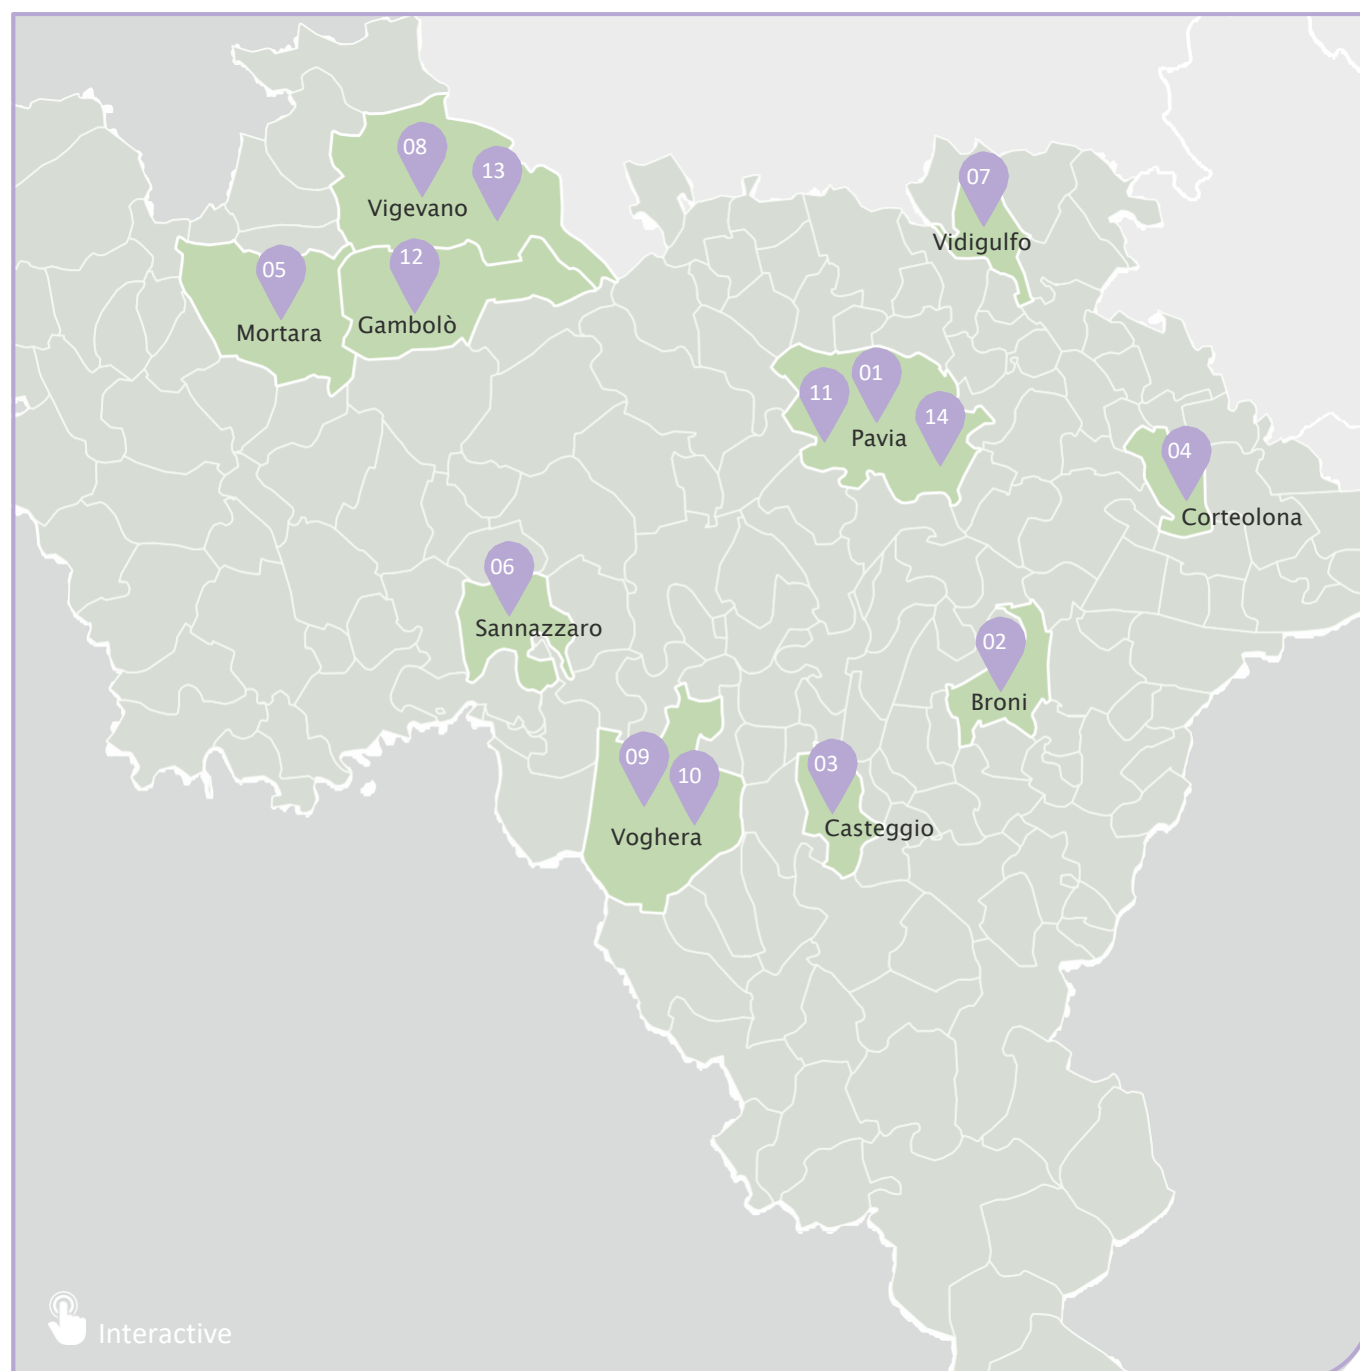 08
13
Vigevano
07
Vidigulfo
05
12
Mortara
Gambolò
01
11
14
Pavia
04
Corteolona
06
Sannazzaro
02
Broni
09
10
03
Voghera
Casteggio
Interactive